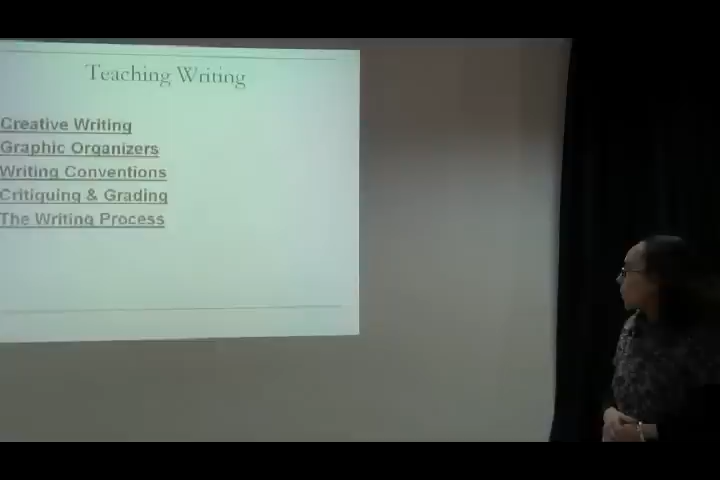 Teaching Writing
Creative Writing
Graphic Organizers
Writing Conventions
Critiquing & Grading
The Writing Process